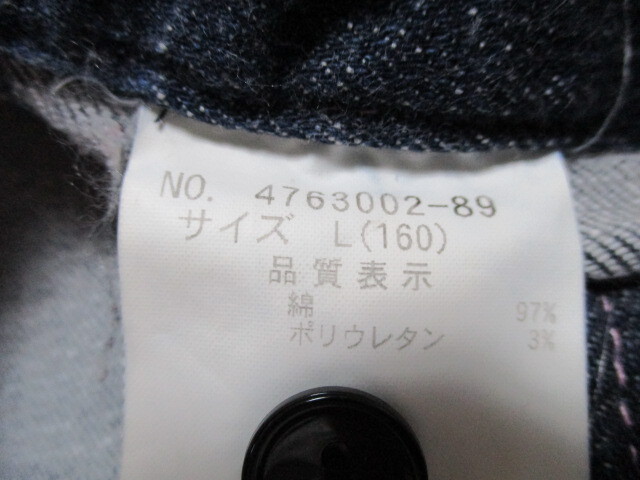 NO. 4763002-89
サイズ L(160)
品質表示
綿 97%
ポリウレタン 3%